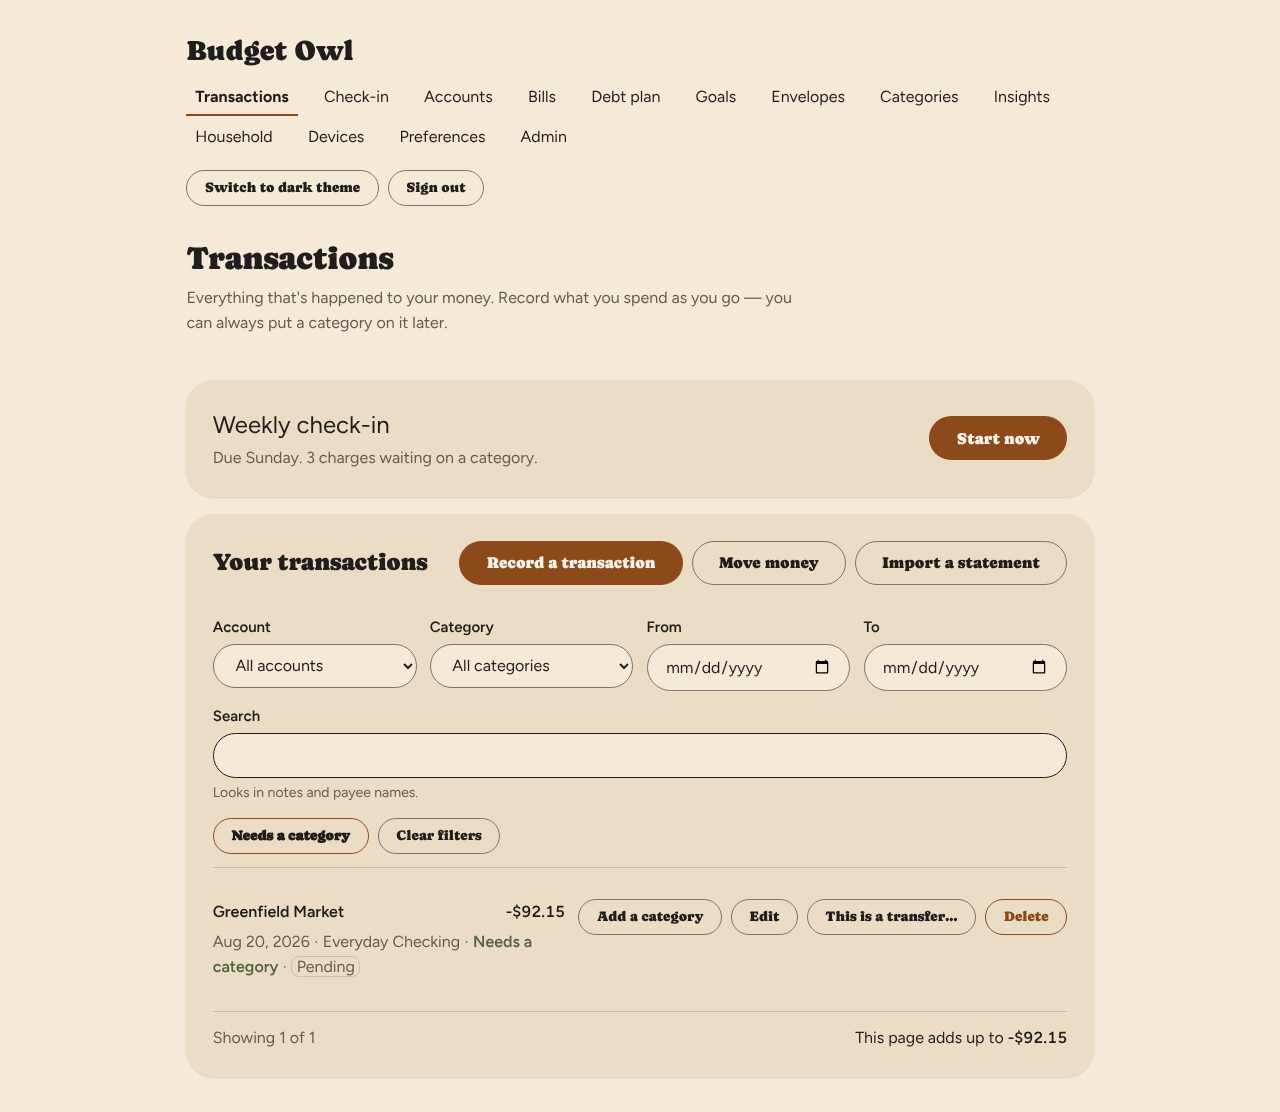 Budget Owl
Transactions Check-in Accounts Bills Debt plan Goals Envelopes Categories Insights
Household Devices Preferences Admin
Switch to dark theme Sign out
Transactions
Everything that's happened to your money. Record what you spend as you go — you
can always put a category on it later.
Weekly check-in
Due Sunday. 3 charges waiting on a category.
Start now
Your transactions Record a transaction Move money Import a statement
Account Category From To
All accounts All categories mm/dd/yyyy mm/dd/yyyy
Search
Looks in notes and payee names.
Needs a category Clear filters
Greenfield Market -$92.15 Add a category Edit This is a transfer... Delete
Aug 20, 2026 · Everyday Checking · Needs a
category · Pending
Showing 1 of 1 This page adds up to -$92.15